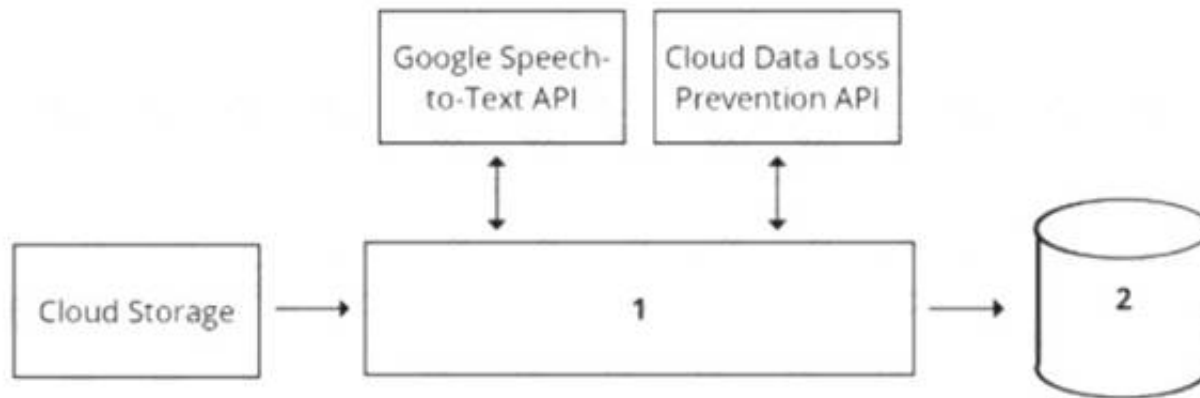 Google Speech-
to-Text API
Cloud Data Loss
Prevention API
Cloud Storage
1
2